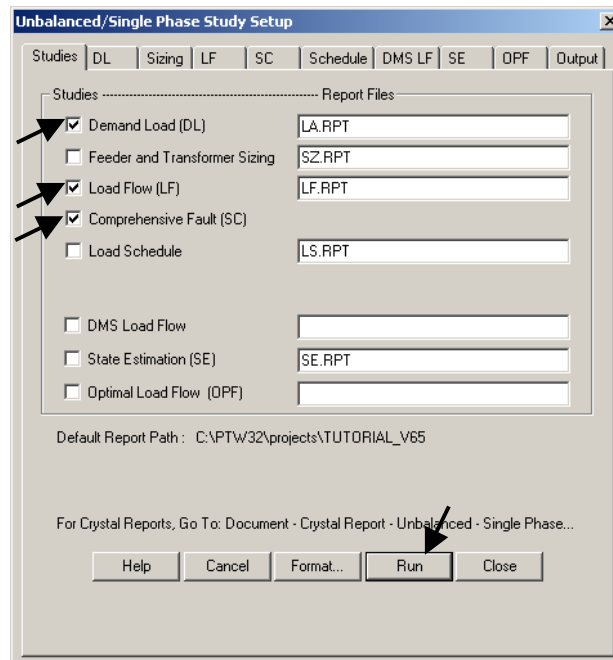 Unbalanced/Single Phase Study Setup
Studies DL Sizing LF SC Schedule DMS LF SE OPF Output
Studies ---------------------------------------------------- Report Files
Demand Load (DL) LA.RPT
Feeder and Transformer Sizing SZ.RPT
Load Flow (LF) LF.RPT
Comprehensive Fault (SC)
Load Schedule LS.RPT
DMS Load Flow
State Estimation (SE) SE.RPT
Optimal Load Flow (OPF)
Default Report Path : C:\PTW32\projects\TUTORIAL_V65
For Crystal Reports, Go To: Document - Crystal Report - Unbalanced - Single Phase...
Help Cancel Format... Run Close